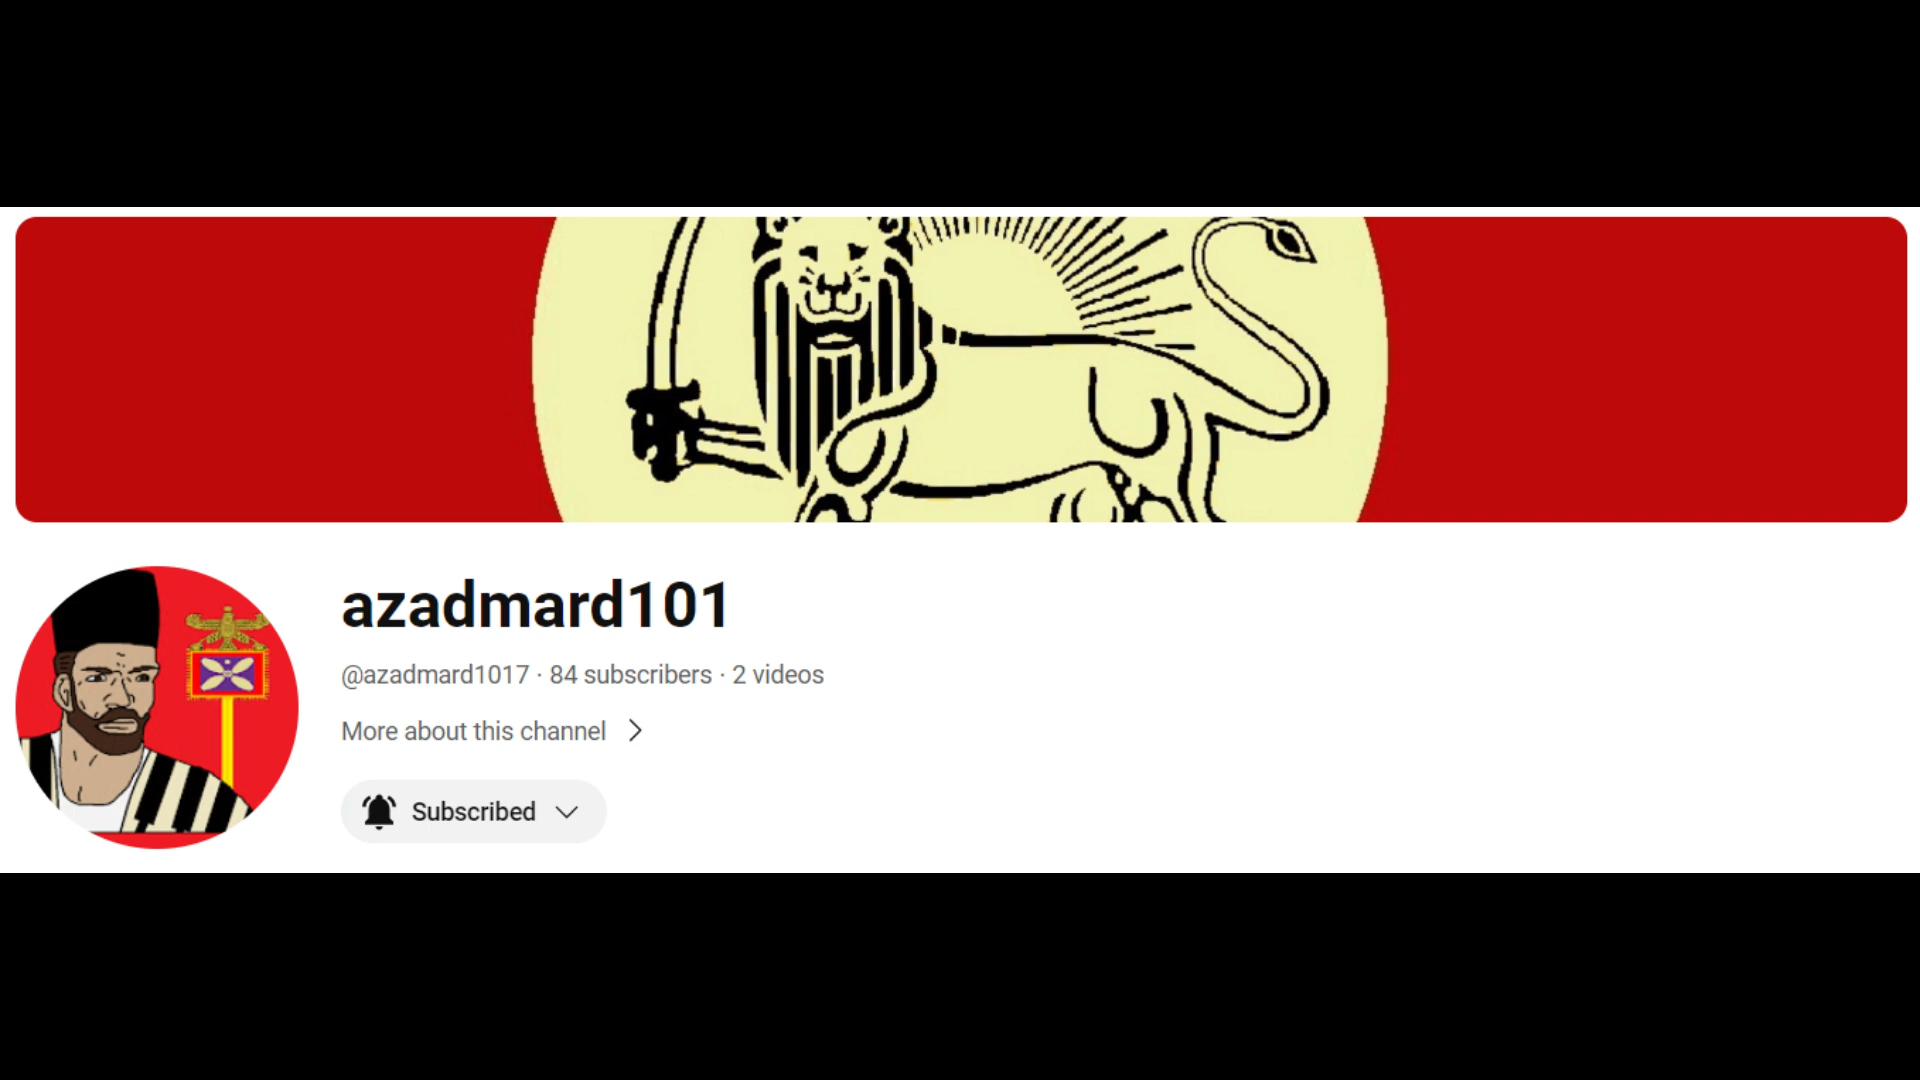 azadmard101
@azadmard1017 · 84 subscribers · 2 videos
More about this channel
Subscribed